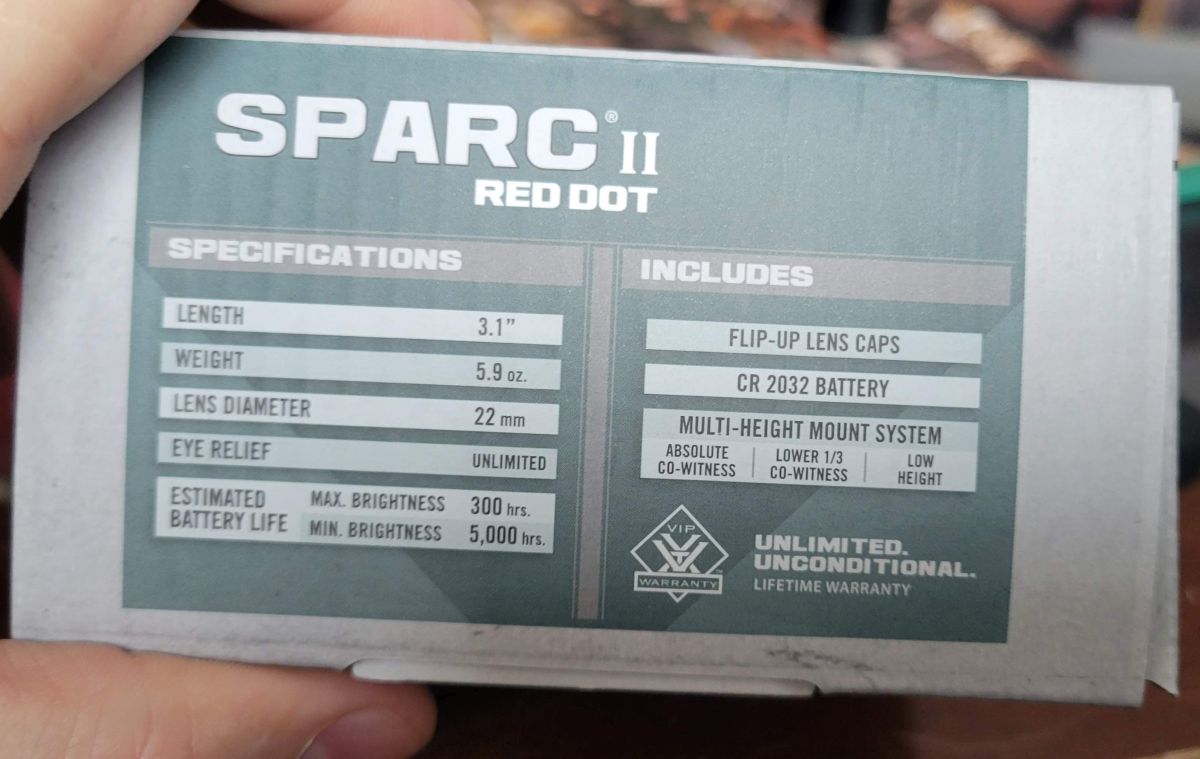 SPARC® II
RED DOT
SPECIFICATIONS
LENGTH 3.1”
WEIGHT 5.9 oz.
LENS DIAMETER 22 mm
EYE RELIEF UNLIMITED
ESTIMATED BATTERY LIFE
MAX. BRIGHTNESS 300 hrs.
MIN. BRIGHTNESS 5,000 hrs.
INCLUDES
FLIP-UP LENS CAPS
CR 2032 BATTERY
MULTI-HEIGHT MOUNT SYSTEM
ABSOLUTE CO-WITNESS
LOWER 1/3 CO-WITNESS
LOW HEIGHT
VIP
WARRANTY™
UNLIMITED.
UNCONDITIONAL.
LIFETIME WARRANTY